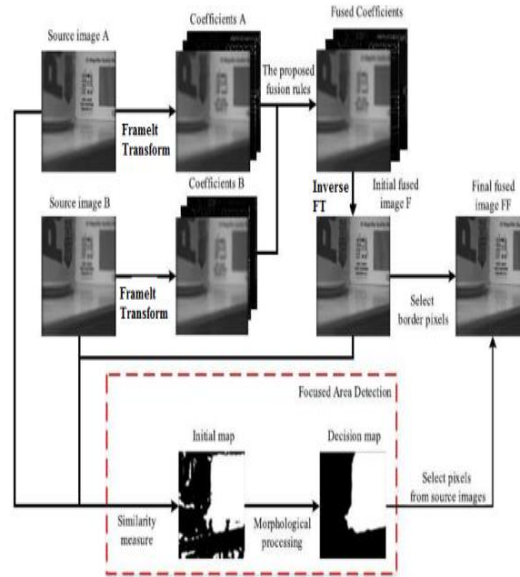 Source image A
Coefficients A
Fused Coefficients
Framelt
Transform
The proposed
fusion rules
Source image B
Coefficients B
Inverse
FT
Initial fused
image F
Final fused
image FF
Framelt
Transform
Select
border pixels
Focused Area Detection
Initial map
Decision map
Similarity
measure
Morphological
processing
Select pixels
from source images